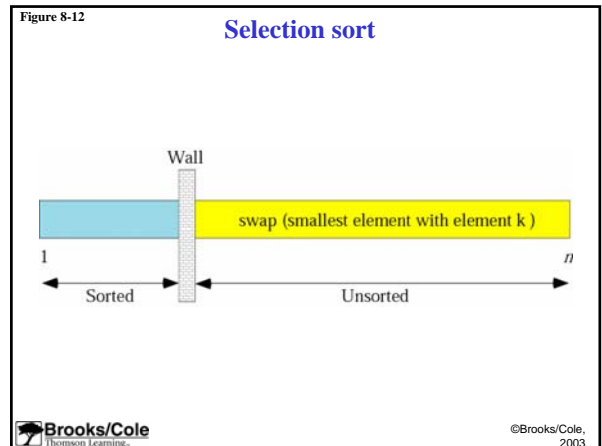 Figure 8-12
Selection sort
Wall
swap (smallest element with element k )
1
n
Sorted
Unsorted
Brooks/Cole
Thomson Learning™
©Brooks/Cole,
2003